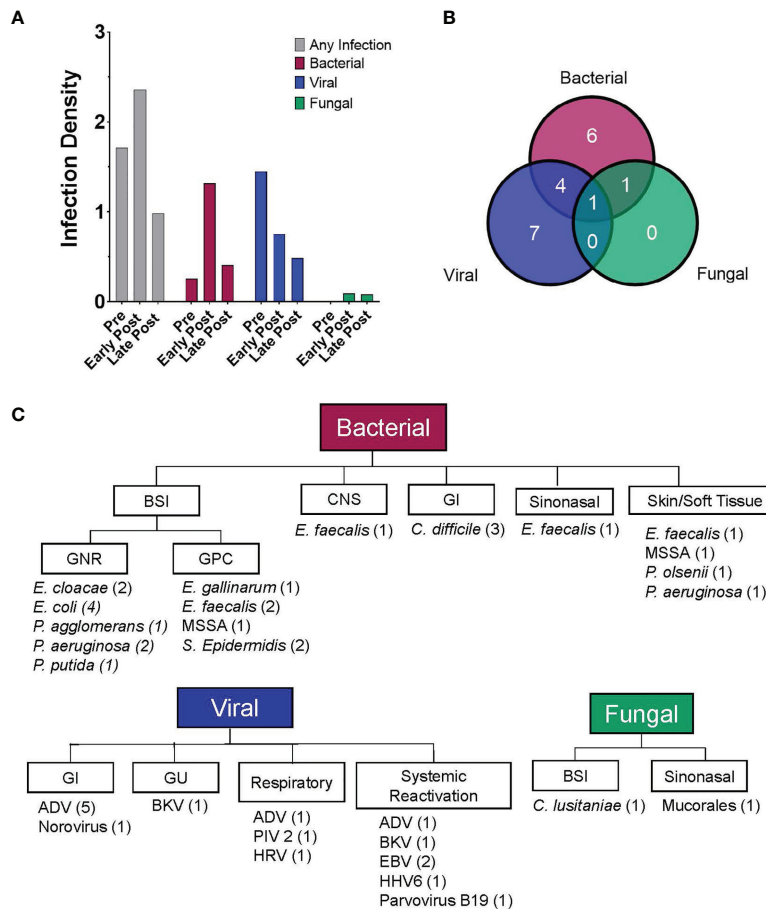 A
Infection Density
3
2
1
0
Any Infection
Bacterial
Viral
Fungal
Pre
Early Post
Late Post
Pre
Early Post
Late Post
Pre
Early Post
Late Post
Pre
Early Post
Late Post
B
Bacterial
6
4
1
1
7
0
0
Viral
Fungal
C
Bacterial
BSI
CNS
GI
Sinonasal
Skin/Soft Tissue
E. faecalis (1)
C. difficile (3)
E. faecalis (1)
E. faecalis (1)
MSSA (1)
P. olsenii (1)
P. aeruginosa (1)
GNR
E. cloacae (2)
E. coli (4)
P. agglomerans (1)
P. aeruginosa (2)
P. putida (1)
GPC
E. gallinarum (1)
E. faecalis (2)
MSSA (1)
S. Epidermidis (2)
Viral
GI
ADV (5)
Norovirus (1)
GU
BKV (1)
Respiratory
ADV (1)
PIV 2 (1)
HRV (1)
Systemic
Reactivation
ADV (1)
BKV (1)
EBV (2)
HHV6 (1)
Parvovirus B19 (1)
Fungal
BSI
C. lusitaniae (1)
Sinonasal
Mucorales (1)